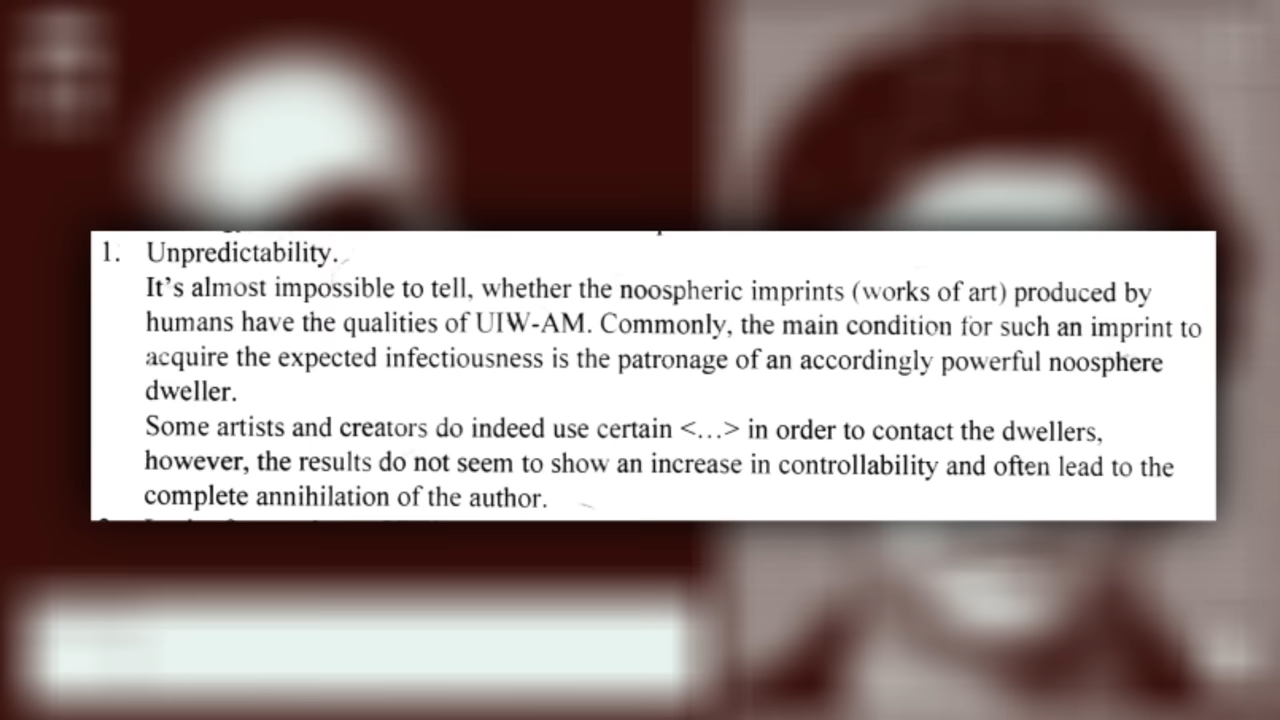 1. Unpredictability.
It's almost impossible to tell, whether the noospheric imprints (works of art) produced by
humans have the qualities of UIW-AM. Commonly, the main condition for such an imprint to
acquire the expected infectiousness is the patronage of an accordingly powerful noosphere
dweller.
Some artists and creators do indeed use certain <...> in order to contact the dwellers,
however, the results do not seem to show an increase in controllability and often lead to the
complete annihilation of the author.